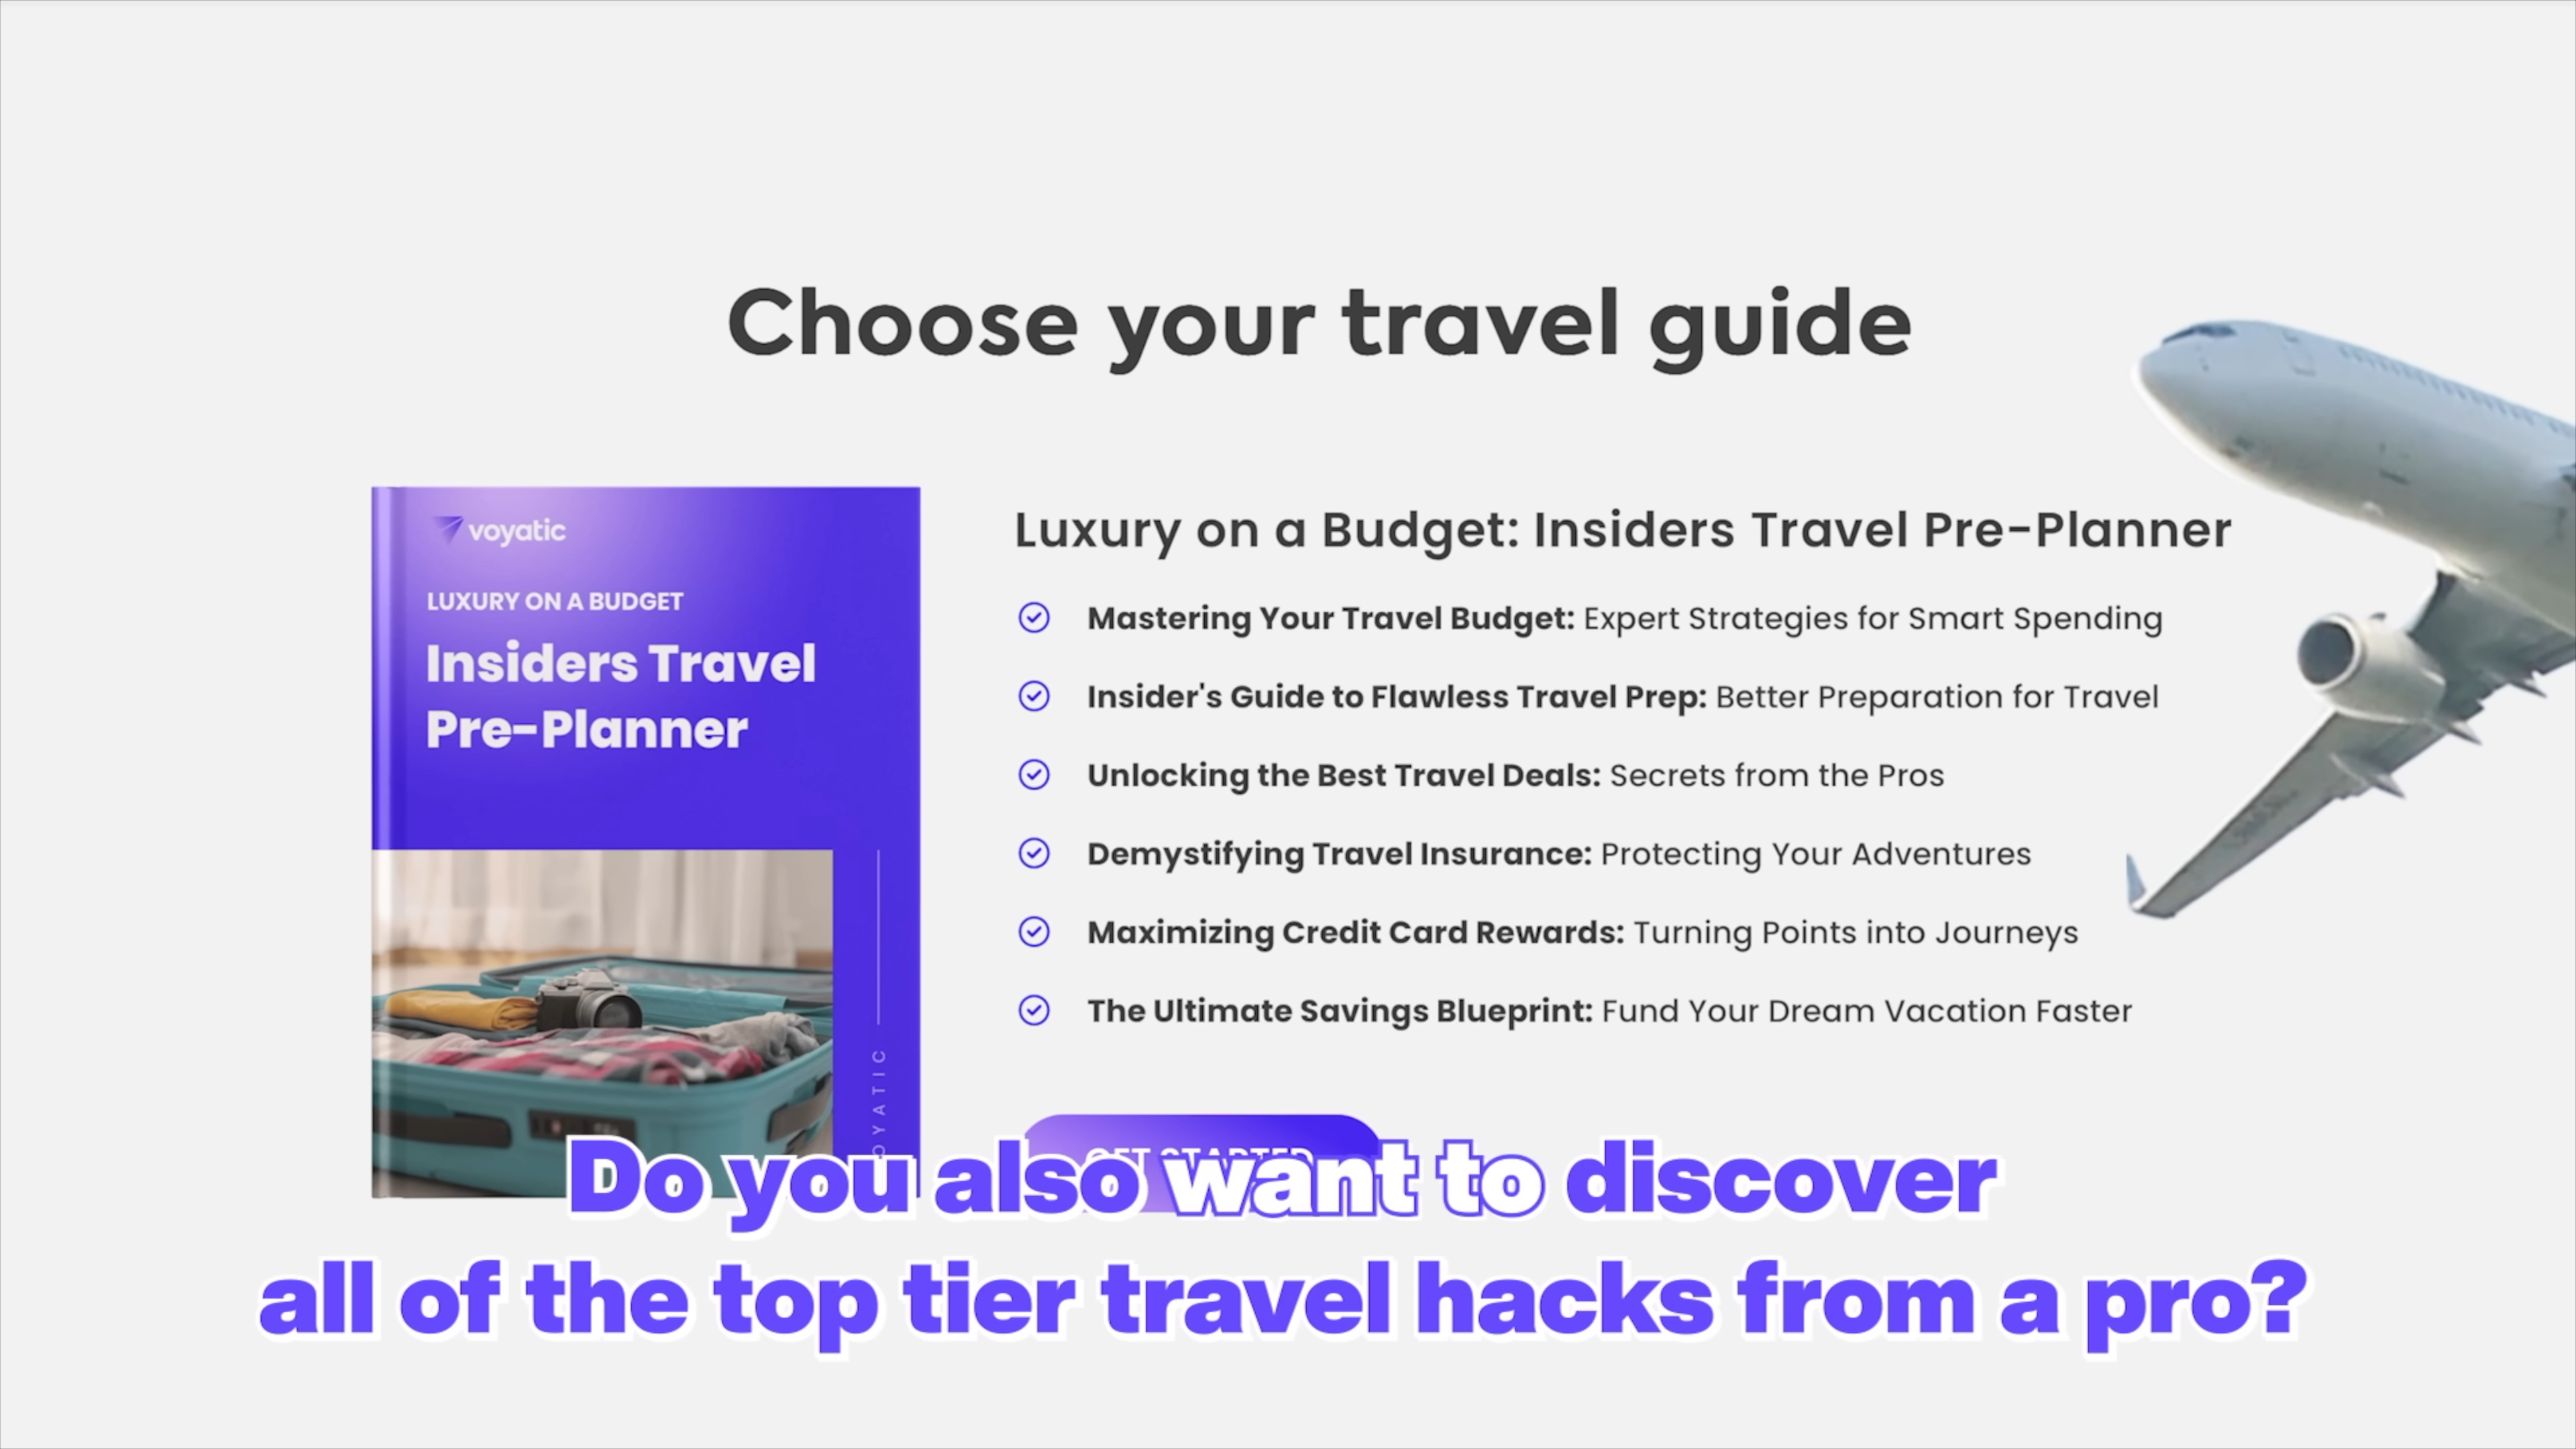 Choose your travel guide
voyatic
LUXURY ON A BUDGET
Insiders Travel
Pre-Planner
OYATIC
Luxury on a Budget: Insiders Travel Pre-Planner
Mastering Your Travel Budget: Expert Strategies for Smart Spending
Insider's Guide to Flawless Travel Prep: Better Preparation for Travel
Unlocking the Best Travel Deals: Secrets from the Pros
Demystifying Travel Insurance: Protecting Your Adventures
Maximizing Credit Card Rewards: Turning Points into Journeys
The Ultimate Savings Blueprint: Fund Your Dream Vacation Faster
GET STARTED
Do you also want to discover
all of the top tier travel hacks from a pro?